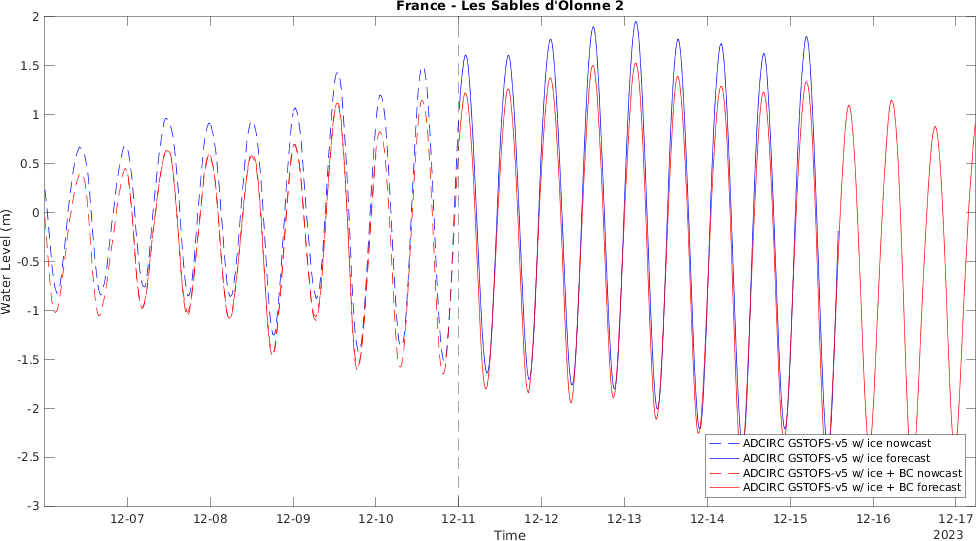 France - Les Sables d'Olonne 2
2
1.5
1
0.5
0
-0.5
-1
-1.5
-2
-2.5
-3
Water Level (m)
ADCIRC GSTOFS-v5 w/ ice nowcast
ADCIRC GSTOFS-v5 w/ ice forecast
ADCIRC GSTOFS-v5 w/ ice + BC nowcast
ADCIRC GSTOFS-v5 w/ ice + BC forecast
12-07 12-08 12-09 12-10 12-11 12-12 12-13 12-14 12-15 12-16 12-17
Time 2023